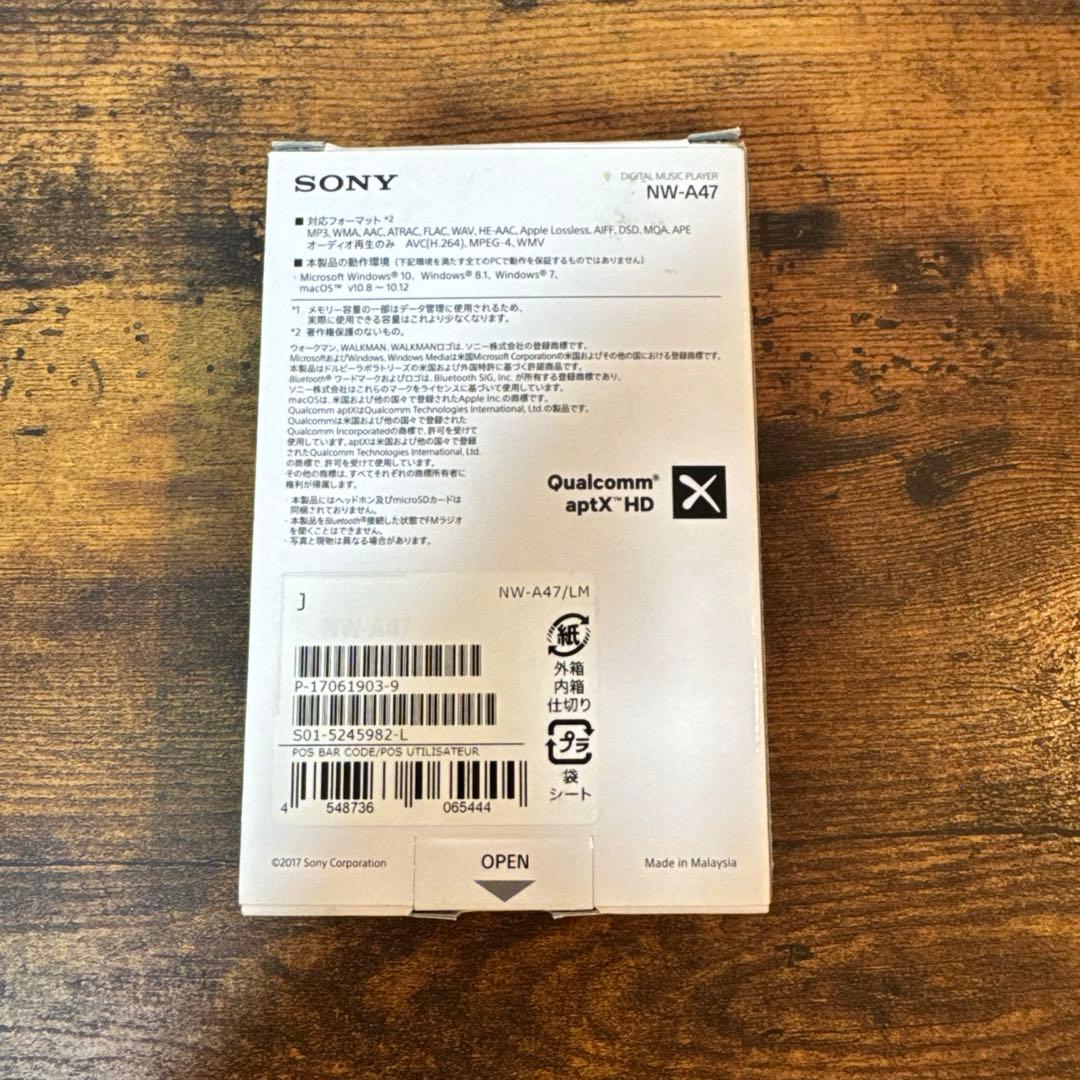 SONY
DIGITAL MUSIC PLAYER
NW-A47
■ 対応フォーマット *2
MP3, WMA, AAC, ATRAC, FLAC, WAV, HE-AAC, Apple Lossless, AIFF, DSD, MQA, APE
オーディオ再生のみ AVC(H.264), MPEG-4, WMV
■ 本製品の動作環境 (下記環境を満たす全てのPCで動作を保証するものではありません)
・Microsoft Windows® 10、Windows® 8.1、Windows® 7、
macOS™ v10.8 ~ 10.12
*1 メモリー容量の一部はデータ管理に使用されるため、
実際に使用できる容量はこれより少なくなります。
*2 著作権保護のないもの。
ウォークマン、WALKMAN、WALKMANロゴは、ソニー株式会社の登録商標です。
MicrosoftおよびWindows、Windows Mediaは米国Microsoft Corporationの米国およびその他の国における登録商標です。
本製品はドルビーラボラトリーズの米国および外国特許に基づく許諾商品です。
Bluetooth® ワードマークおよびロゴは、Bluetooth SIG, Inc. が所有する登録商標であり、
ソニー株式会社はこれらのマークをライセンスに基づいて使用しています。
macOSは、米国および他の国々で登録されたApple Inc.の商標です。
Qualcomm aptXはQualcomm Technologies International, Ltd.の製品です。
Qualcommは米国および他の国々で登録された
Qualcomm Incorporatedの商標で、許可を受けて
使用しています。aptXは米国および他の国々で登録
されたQualcomm Technologies International, Ltd.
の商標で、許可を受けて使用しています。
その他の商標は、すべてそれぞれの商標所有者に
権利が帰属します。
・本製品にはヘッドホン及びmicroSDカードは
同梱されておりません。
・本製品をBluetooth®接続した状態でFMラジオ
を聞くことはできません。
・写真と現物は異なる場合があります。
Qualcomm®
aptX™ HD
J
NW-A47/LM
NW-A47
P-17061903-9
S01-5245982-L
POS BAR CODE/POS UTILISATEUR
4 548736 065444
紙
外箱
内箱
仕切り
プラ
袋
シート
©2017 Sony Corporation
OPEN
Made in Malaysia